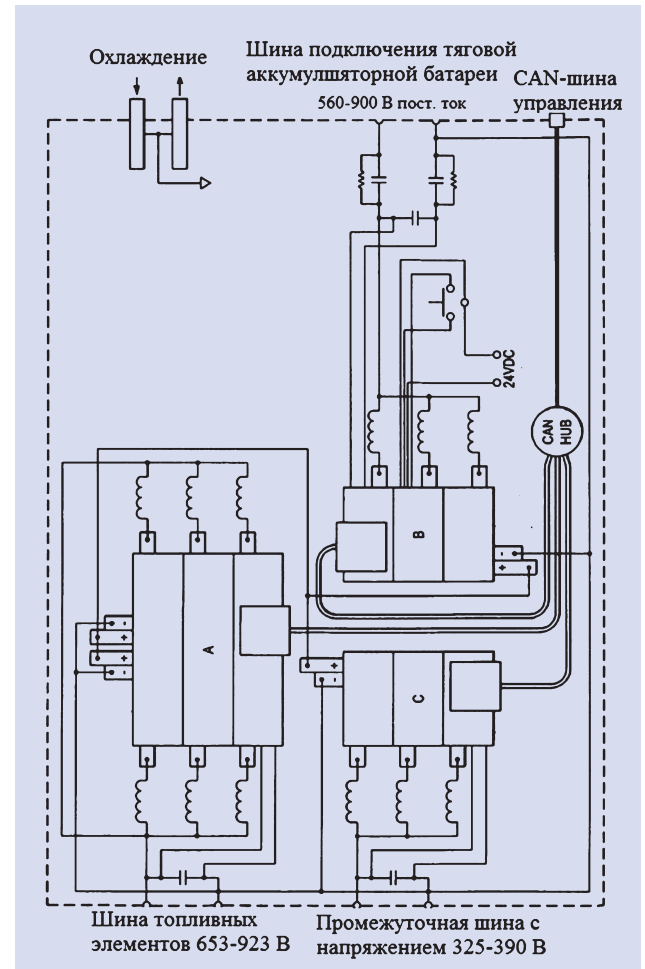 Охлаждение
Шина подключения тяговой
аккумулшяторной батареи
560-900 В пост. ток
CAN-шина
управления
24VDC
CAN
HUB
B
-
+
A
-
+
+
-
+
-
C
Шина топливных
элементов 653-923 В
Промежуточная шина с
напряжением 325-390 В